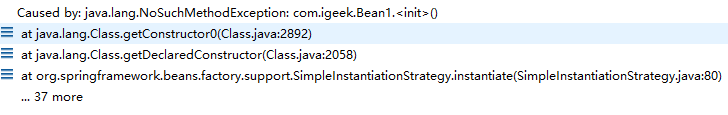 Caused by: java.lang.NoSuchMethodException: com.igeek.Bean1.<init>()
at java.lang.Class.getConstructor0(Class.java:2892)
at java.lang.Class.getDeclaredConstructor(Class.java:2058)
at org.springframework.beans.factory.support.SimpleInstantiationStrategy.instantiate(SimpleInstantiationStrategy.java:80)
... 37 more